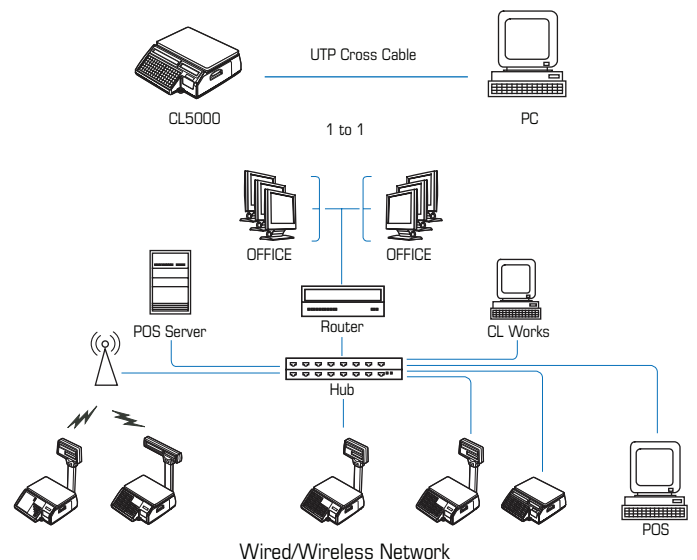 UTP Cross Cable
CL5000
PC
1 to 1
OFFICE
OFFICE
POS Server
Router
CL Works
Hub
POS
Wired/Wireless Network